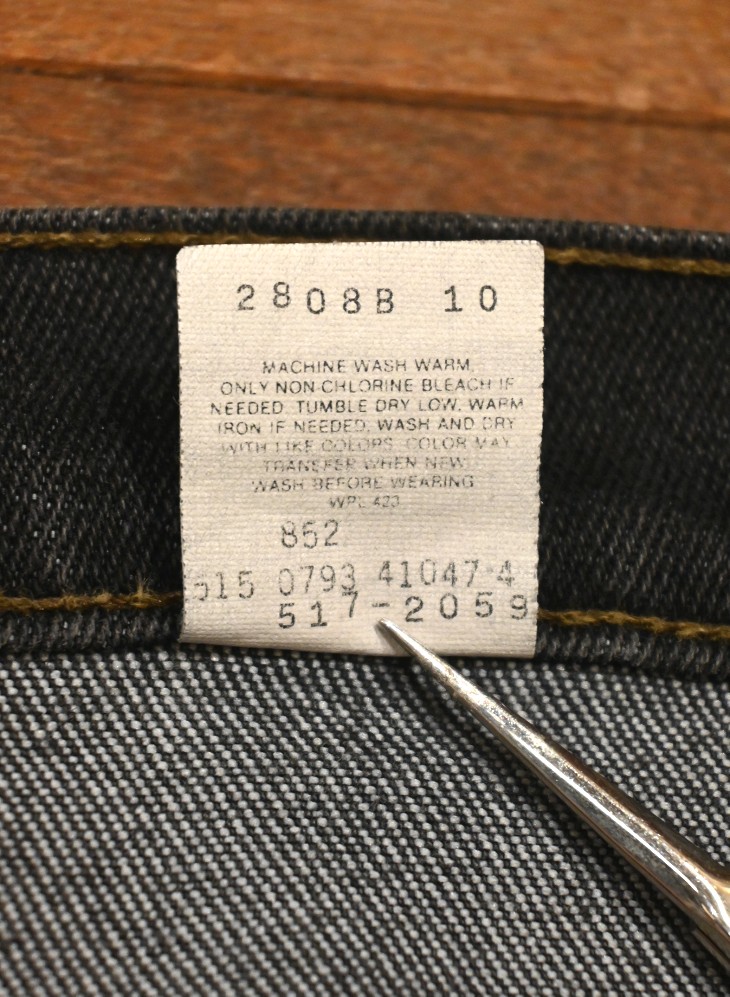 2808B 10
MACHINE WASH WARM,
ONLY NON-CHLORINE BLEACH IF
NEEDED. TUMBLE DRY LOW, WARM
IRON IF NEEDED, WASH AND DRY
WITH LIKE COLORS. COLOR MAY
TRANSFER WHEN NEW
WASH BEFORE WEARING
WPL 423
852
515 0793 41047-4
517-2059